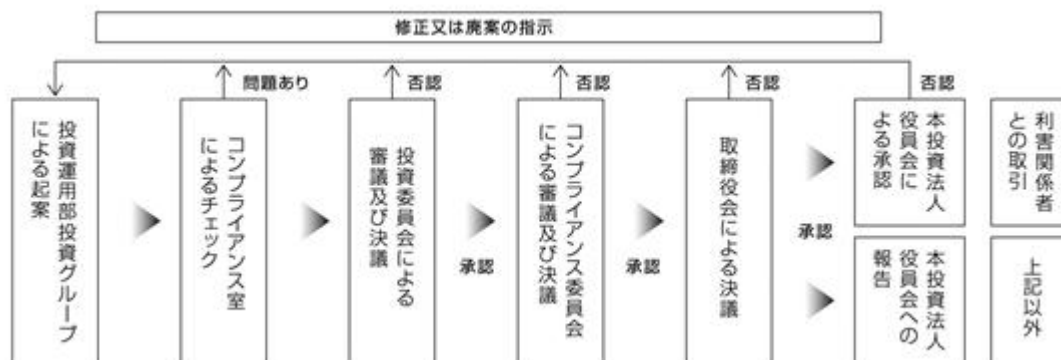 修正又は廃案の指示
問題あり
否認
否認
否認
否認
投資運用部投資グループ
による起案
コンプライアンス室
によるチェック
投資委員会による
審議及び決議
承認
コンプライアンス委員会
による審議及び決議
承認
取締役会による決議
承認
本投資法人
役員会に
よる承認
利害関係者
との取引
本投資法人
役員会への
報告
上記以外